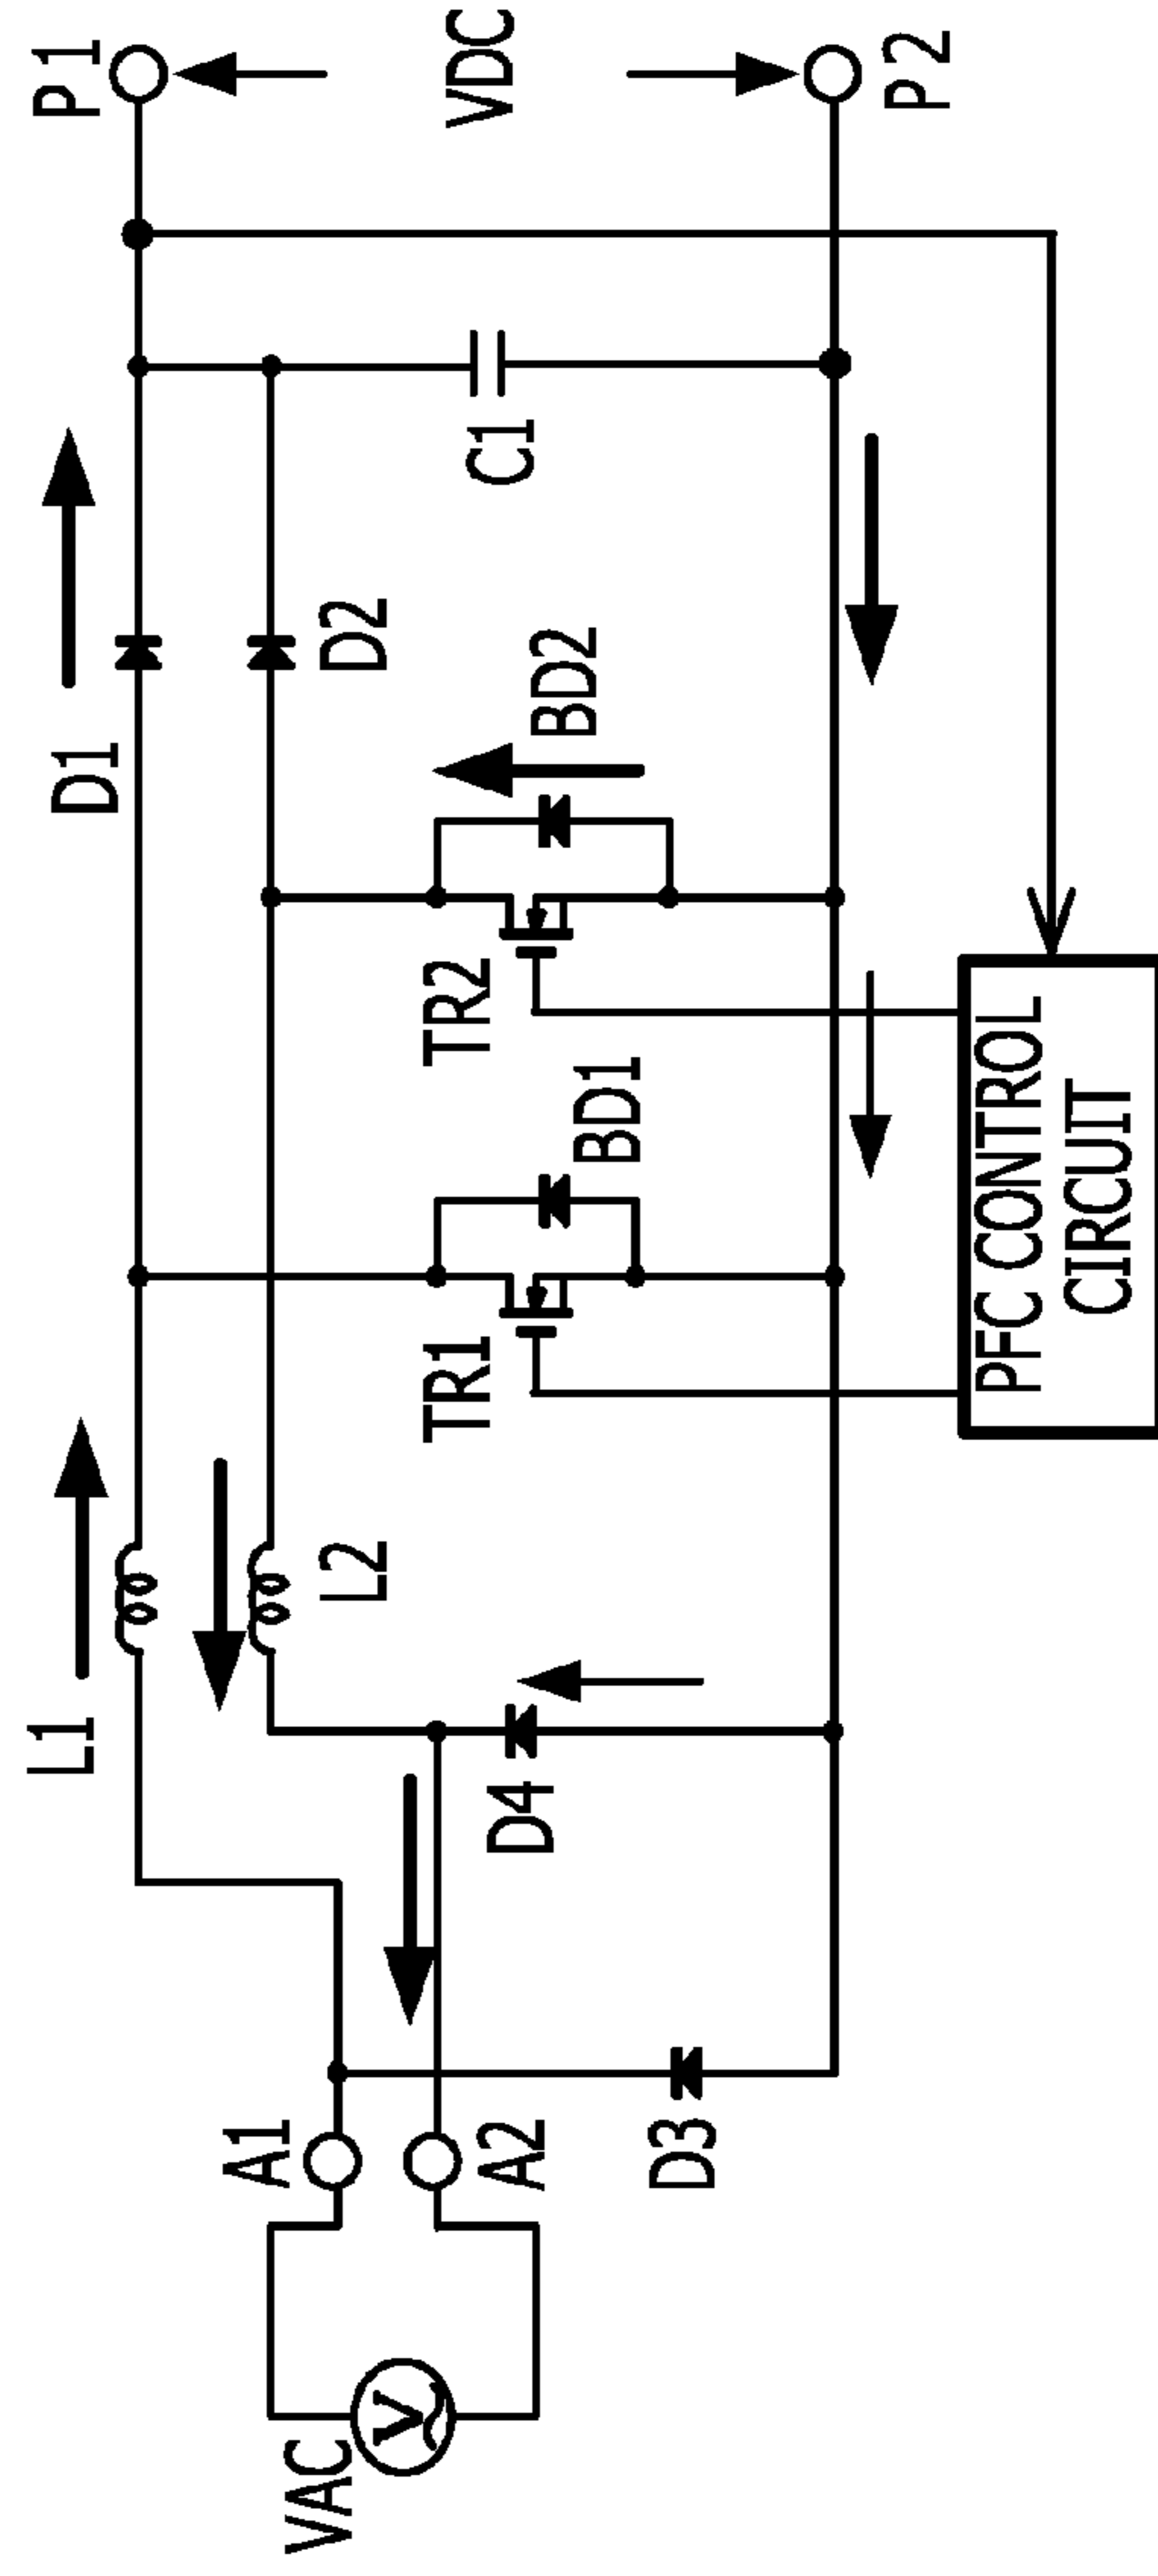 VAC
V
A1
A2
L1
L2
D3
D4
TR1
BD1
TR2
BD2
D1
D2
C1
P1
VDC
P2
PFC CONTROL
CIRCUIT